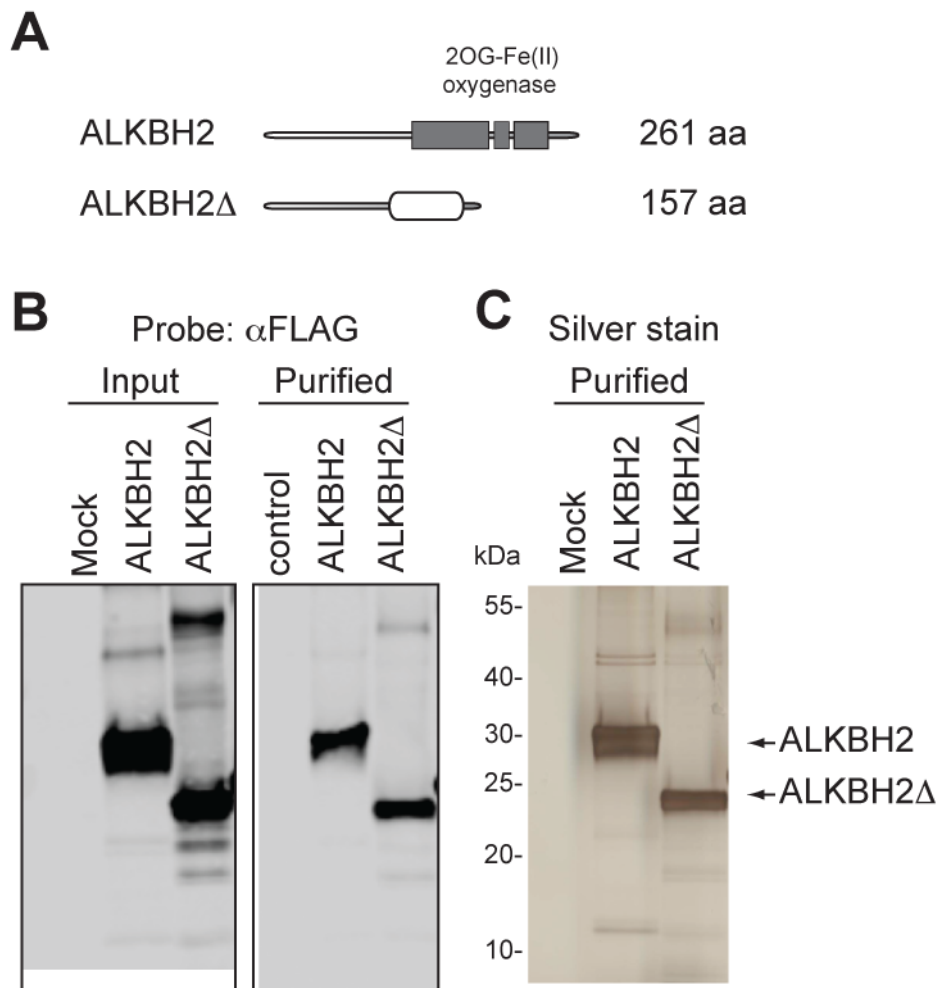 A
2OG-Fe(II)
oxygenase
ALKBH2
261 aa
ALKBH2Δ
157 aa
B
Probe: αFLAG
Input
Purified
Mock
ALKBH2
ALKBH2Δ
control
ALKBH2
ALKBH2Δ
C
Silver stain
Purified
kDa
Mock
ALKBH2
ALKBH2Δ
55-
40-
30-
25-
20-
10-
ALKBH2
ALKBH2Δ